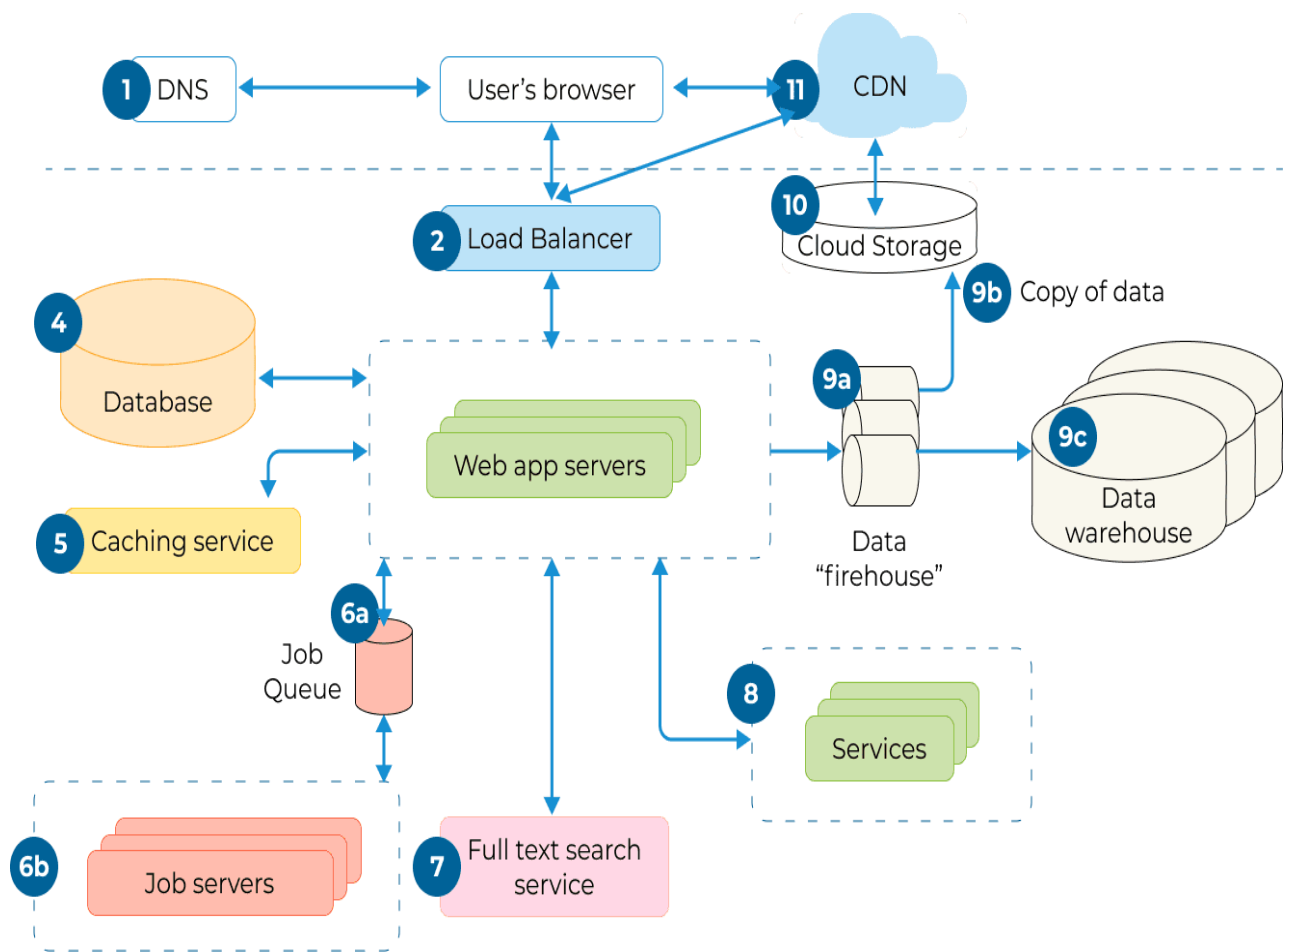 1 DNS
User's browser
11 CDN
2 Load Balancer
10
Cloud Storage
9b Copy of data
4
Database
9a
9c
Web app servers
Data
warehouse
5 Caching service
Data
“firehouse”
6a
Job
Queue
8
Services
6b
Job servers
7
Full text search
service